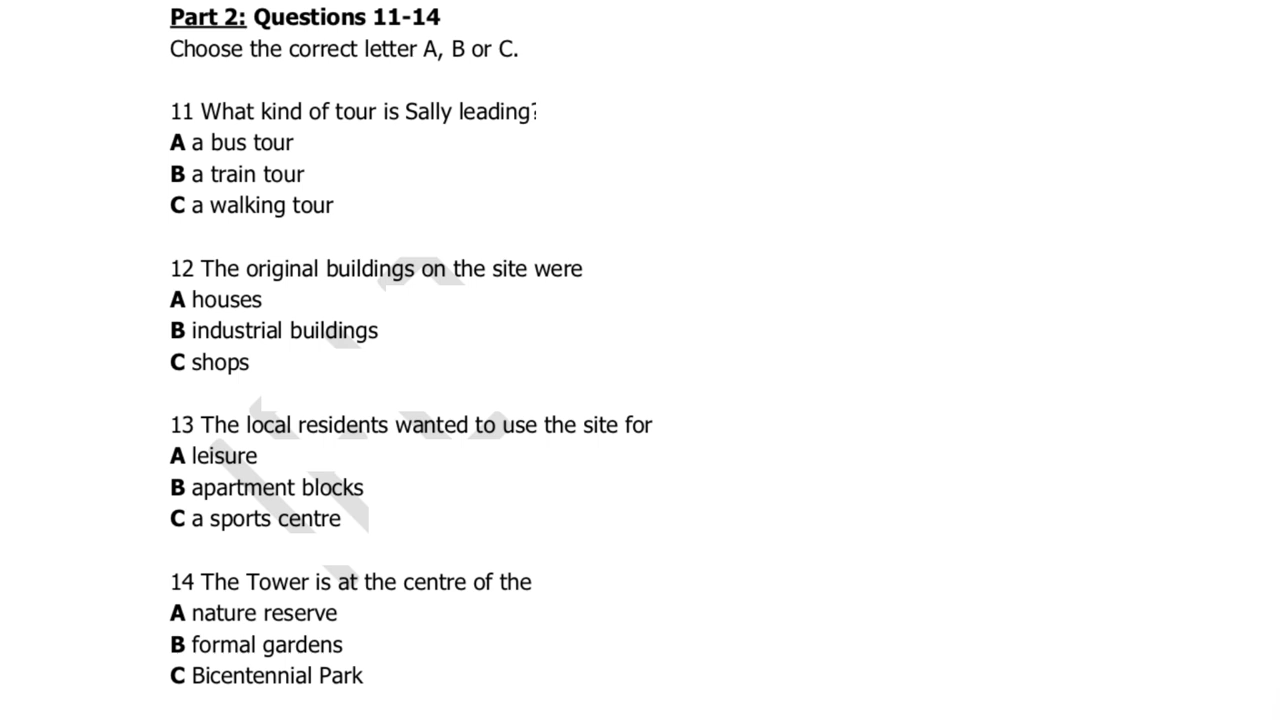 Part 2: Questions 11-14
Choose the correct letter A, B or C.
11 What kind of tour is Sally leading?
A a bus tour
B a train tour
C a walking tour
12 The original buildings on the site were
A houses
B industrial buildings
C shops
13 The local residents wanted to use the site for
A leisure
B apartment blocks
C a sports centre
14 The Tower is at the centre of the
A nature reserve
B formal gardens
C Bicentennial Park